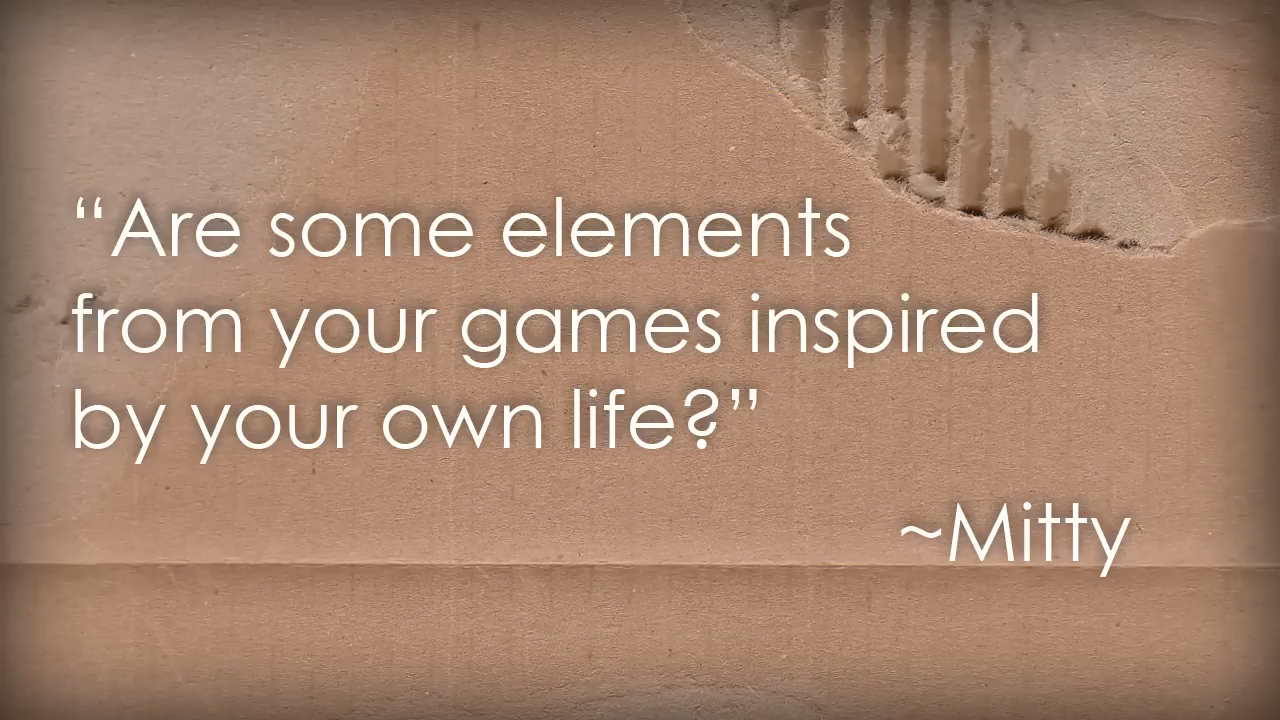 “Are some elements
from your games inspired
by your own life?”
~Mitty